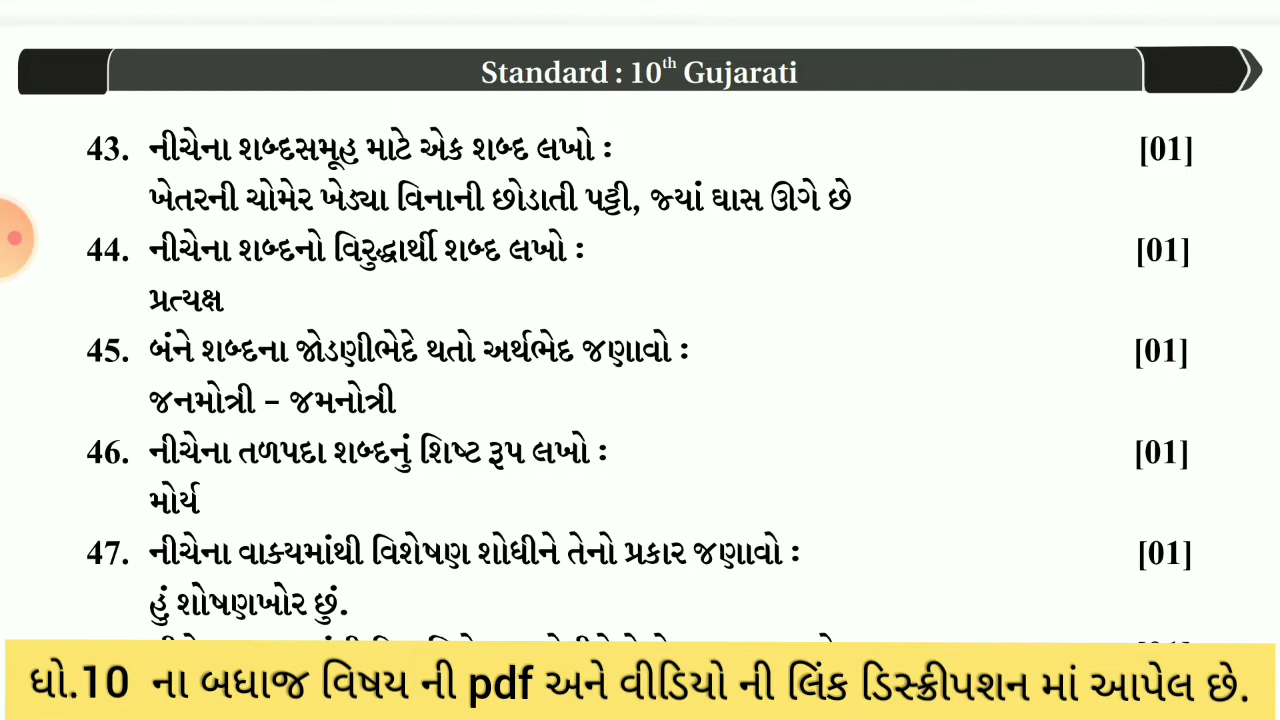 Standard : 10th Gujarati
43. નીચેના શબ્દસમૂહ માટે એક શબ્દ લખો : [01]
ખેતરની ચોમેર ખેડ્યા વિનાની છોડાતી પટ્ટી, જ્યાં ઘાસ ઊગે છે
44. નીચેના શબ્દનો વિરુદ્ધાર્થી શબ્દ લખો : [01]
પ્રત્યક્ષ
45. બંને શબ્દના જોડણીભેદે થતો અર્થભેદ જણાવો : [01]
જનમોત્રી – જમનોત્રી
46. નીચેના તળપદા શબ્દનું શિષ્ટ રૂપ લખો : [01]
મોર્ય
47. નીચેના વાક્યમાંથી વિશેષણ શોધીને તેનો પ્રકાર જણાવો : [01]
હું શોષણખોર છું.
ધો.10 ના બધાજ વિષય ની pdf અને વીડિયો ની લિંક ડિસ્ક્રીપશન માં આપેલ છે.